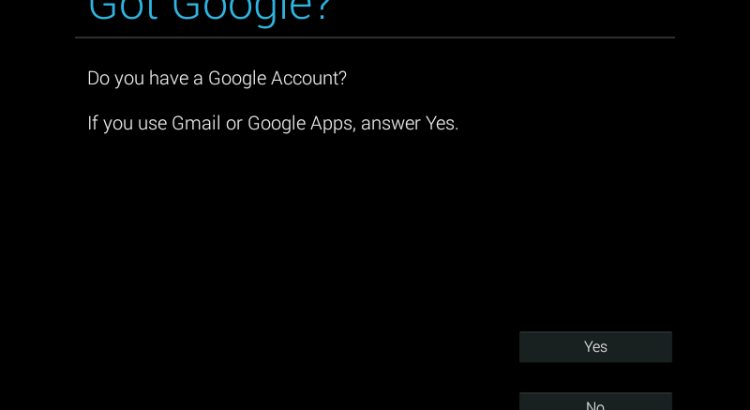 Got Google?
Do you have a Google Account?
If you use Gmail or Google Apps, answer Yes.
Yes
No